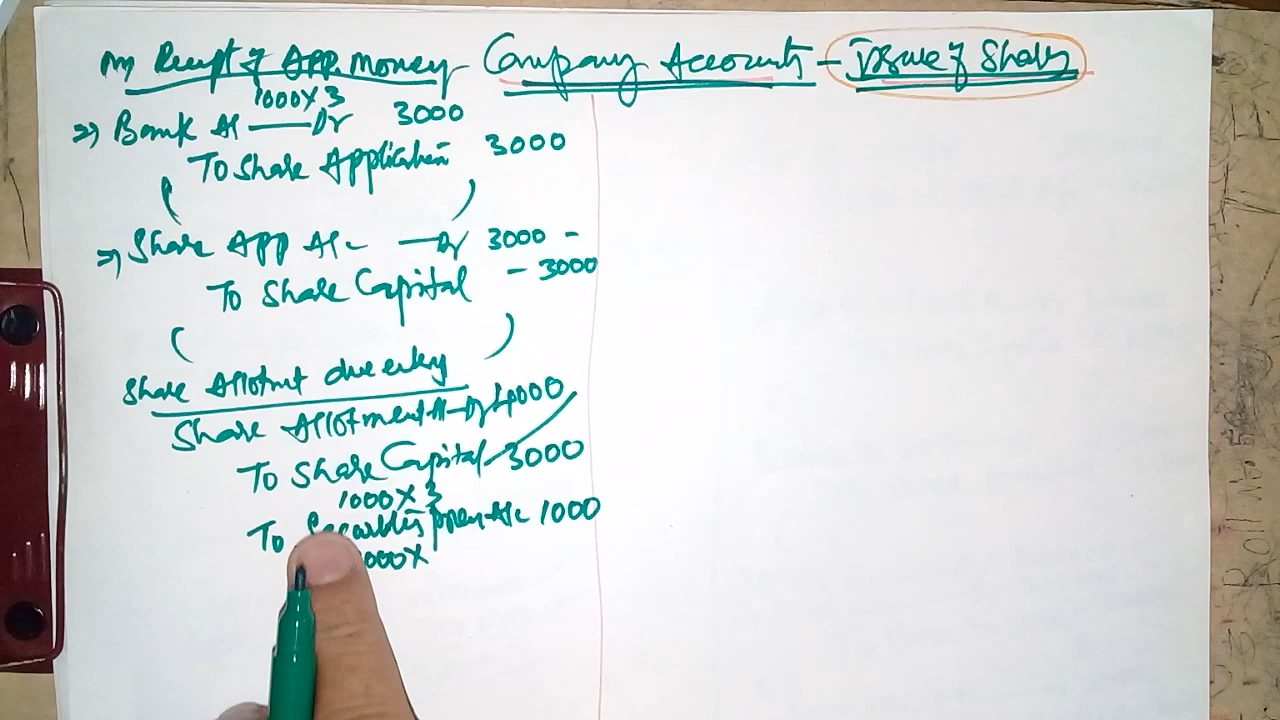 Company Accounts - Issue of Shares
Receipt of APP money
1000 X 3
⇒ Bank A/c — Dr 3000
To Share Application 3000
( )
⇒ Share APP A/c — Dr 3000 -
To Share Capital - 3000
( )
Share Allotment due entry
Share Allotment A/c Dr 4000
To Share Capital 3000
1000 X 3
To Securities A/c 1000
000X